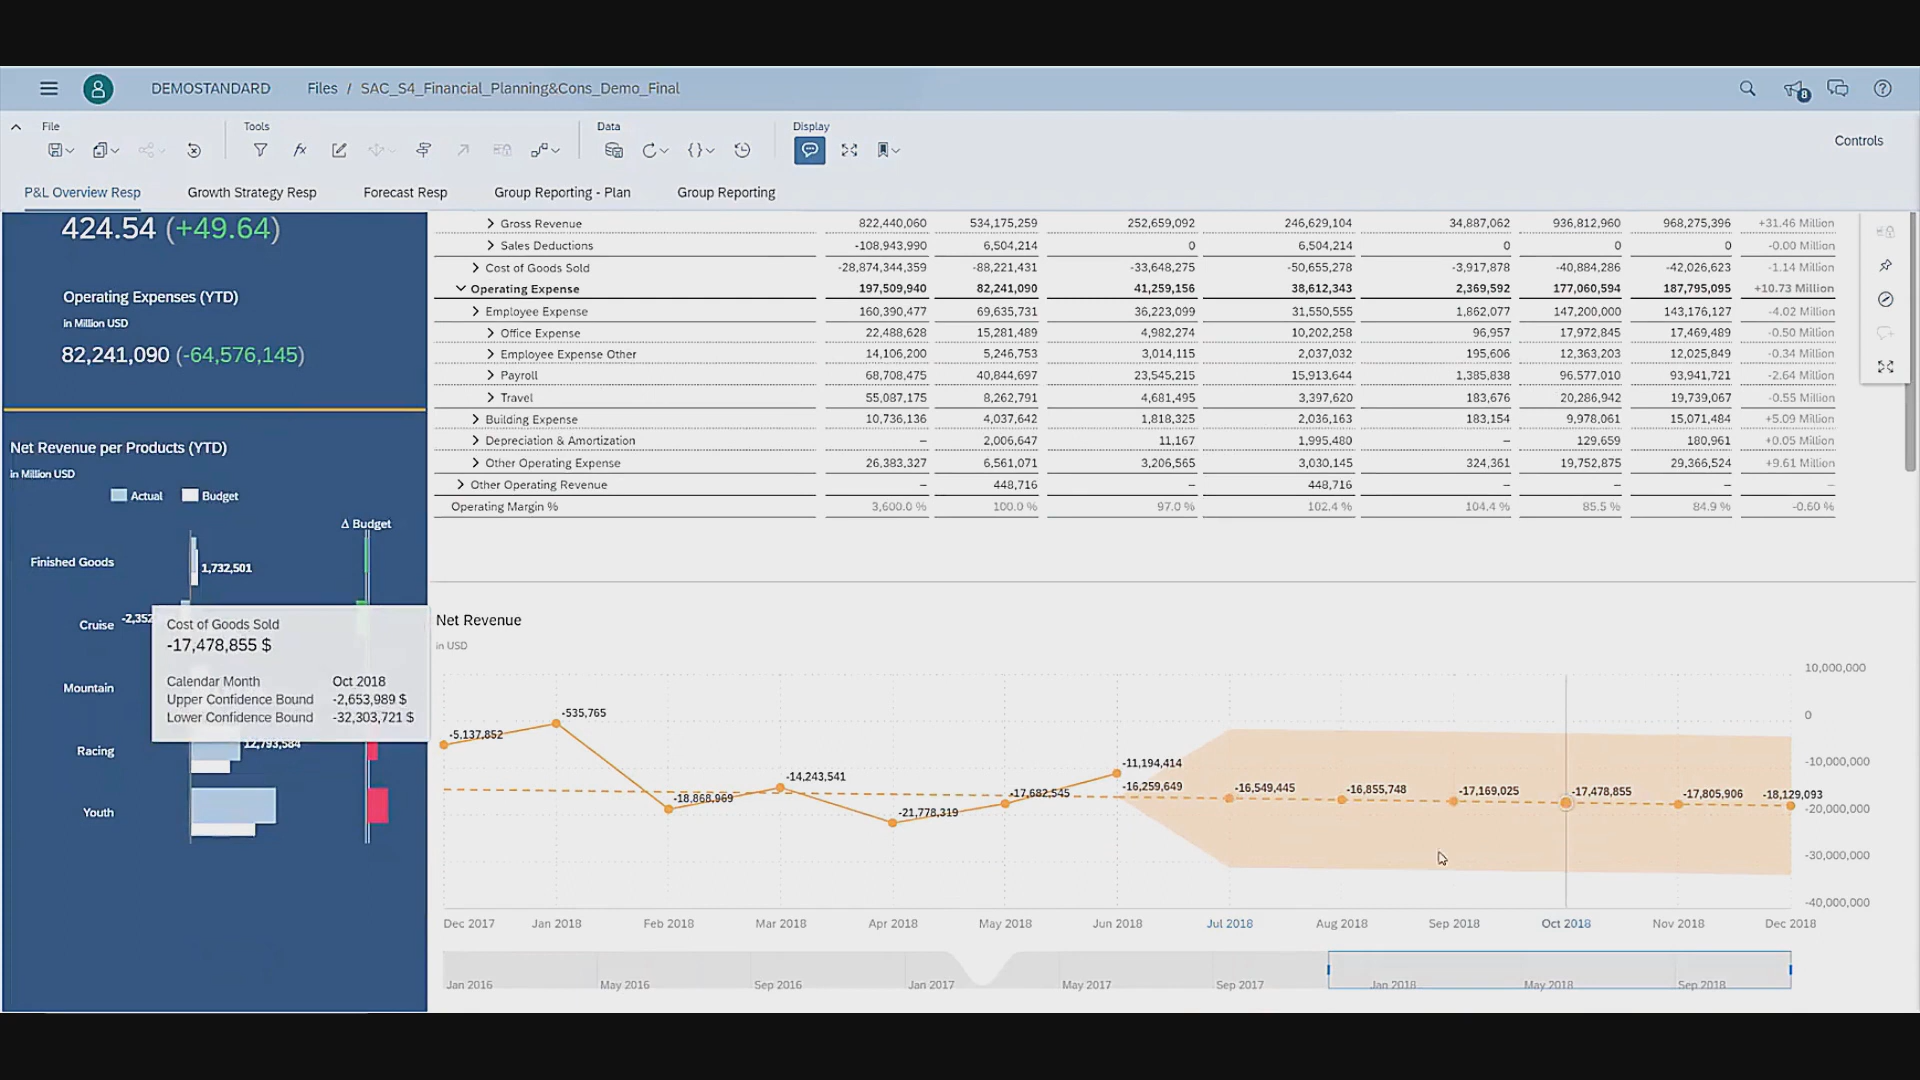 DEMOSTANDARD Files / SAC_S4_Financial_Planning&Cons_Demo_Final 8
File Tools Data Display
Controls
P&L Overview Resp Growth Strategy Resp Forecast Resp Group Reporting - Plan Group Reporting
424.54 (+49.64)
Operating Expenses (YTD)
in Million USD
82,241,090 (-64,576,145)
Net Revenue per Products (YTD)
in Million USD
Actual Budget
Δ Budget
Finished Goods 1,732,501
Cruise -2,352
Mountain
Racing 12,793,584
Youth
Cost of Goods Sold
-17,478,855 $
Calendar Month Oct 2018
Upper Confidence Bound -2,653,989 $
Lower Confidence Bound -32,303,721 $
Gross Revenue 822,440,060 534,175,259 252,659,092 246,629,104 34,887,062 936,812,960 968,275,396 +31.46 Million
Sales Deductions -108,943,990 6,504,214 0 6,504,214 0 0 0 -0.00 Million
Cost of Goods Sold -28,874,344,359 -88,221,431 -33,648,275 -50,655,278 -3,917,878 -40,884,286 -42,026,623 -1.14 Million
Operating Expense 197,509,940 82,241,090 41,259,156 38,612,343 2,369,592 177,060,594 187,795,095 +10.73 Million
Employee Expense 160,390,477 69,635,731 36,223,099 31,550,555 1,862,077 147,200,000 143,176,127 -4.02 Million
Office Expense 22,488,628 15,281,489 4,982,274 10,202,258 96,957 17,972,845 17,469,489 -0.50 Million
Employee Expense Other 14,106,200 5,246,753 3,014,115 2,037,032 195,606 12,363,203 12,025,849 -0.34 Million
Payroll 68,708,475 40,844,697 23,545,215 15,913,644 1,385,838 96,577,010 93,941,721 -2.64 Million
Travel 55,087,175 8,262,791 4,681,495 3,397,620 183,676 20,286,942 19,739,067 -0.55 Million
Building Expense 10,736,136 4,037,642 1,818,325 2,036,163 183,154 9,978,061 15,071,484 +5.09 Million
Depreciation & Amortization – 2,006,647 11,167 1,995,480 – 129,659 180,961 +0.05 Million
Other Operating Expense 26,383,327 6,561,071 3,206,565 3,030,145 324,361 19,752,875 29,366,524 +9.61 Million
Other Operating Revenue – 448,716 – 448,716 – – – –
Operating Margin % 3,600.0 % 100.0 % 97.0 % 102.4 % 104.4 % 85.5 % 84.9 % -0.60 %
Net Revenue
in USD
10,000,000
0
-10,000,000
-20,000,000
-30,000,000
-40,000,000
-5,137,852 -535,765 -18,868,969 -14,243,541 -21,778,319 -17,682,545 -11,194,414
-16,259,649 -16,549,445 -16,855,748 -17,169,025 -17,478,855 -17,805,906 -18,129,093
Dec 2017 Jan 2018 Feb 2018 Mar 2018 Apr 2018 May 2018 Jun 2018 Jul 2018 Aug 2018 Sep 2018 Oct 2018 Nov 2018 Dec 2018
Jan 2016 May 2016 Sep 2016 Jan 2017 May 2017 Sep 2017 Jan 2018 May 2018 Sep 2018